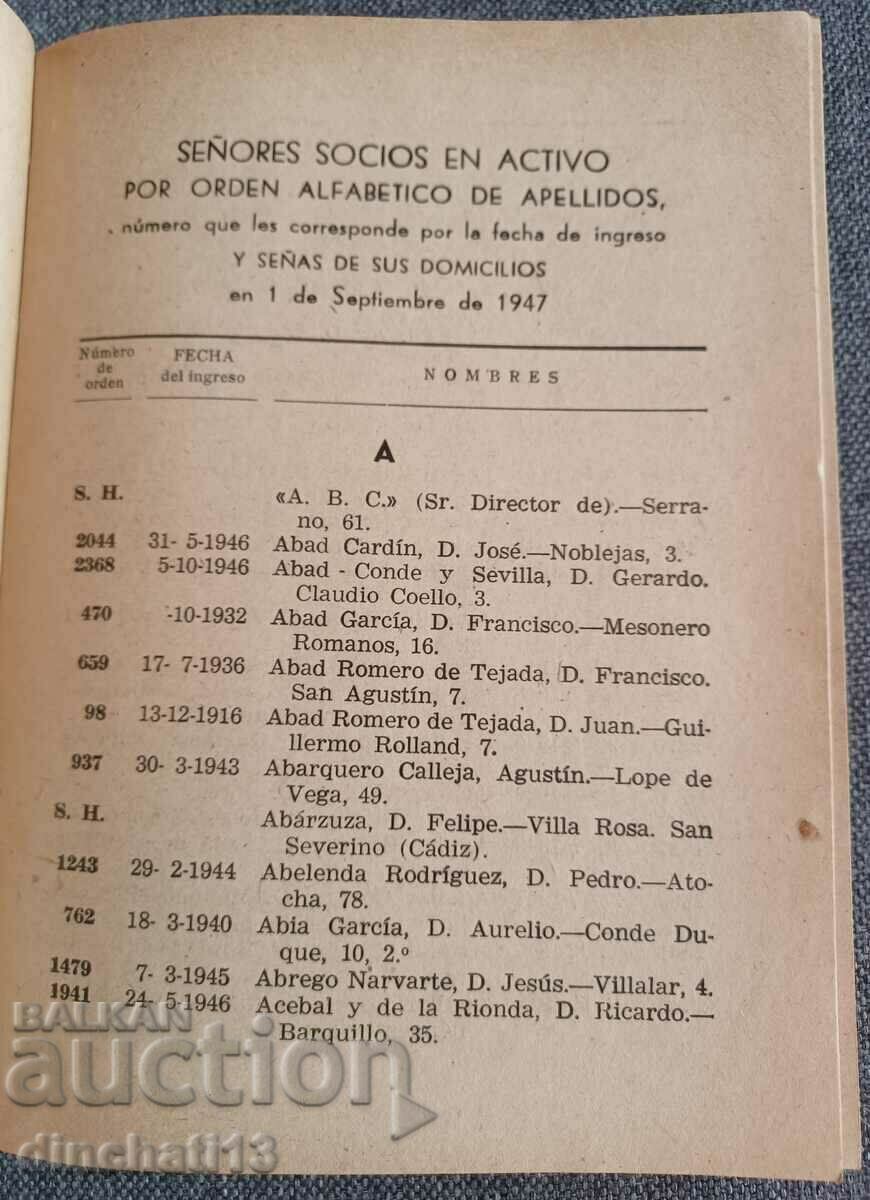 SEÑORES SOCIOS EN ACTIVO
POR ORDEN ALFABETICO DE APELLIDOS,
número que les corresponde por la fecha de ingreso
Y SEÑAS DE SUS DOMICILIOS
en 1 de Septiembre de 1947
Número de orden FECHA del ingreso NOMBRES
A
S. H. «A. B. C.» (Sr. Director de).—Serra-
no, 61.
2044 31- 5-1946 Abad Cardín, D. José.—Noblejas, 3.
2368 5-10-1946 Abad - Conde y Sevilla, D. Gerardo.
Claudio Coello, 3.
470 -10-1932 Abad García, D. Francisco.—Mesonero
Romanos, 16.
659 17- 7-1936 Abad Romero de Tejada, D. Francisco.
San Agustín, 7.
98 13-12-1916 Abad Romero de Tejada, D. Juan.—Gui-
llermo Rolland, 7.
937 30- 3-1943 Abarquero Calleja, Agustín.—Lope de
Vega, 49.
S. H. Abárzuza, D. Felipe.—Villa Rosa. San
Severino (Cádiz).
1243 29- 2-1944 Abelenda Rodríguez, D. Pedro.—Ato-
cha, 78.
762 18- 3-1940 Abia García, D. Aurelio.—Conde Du-
que, 10, 2.º
1479 7- 3-1945 Abrego Narvarte, D. Jesús.—Villalar, 4.
1941 24- 5-1946 Acebal y de la Rionda, D. Ricardo.—
Barquillo, 35.
BALKAN
auction
dinchati13